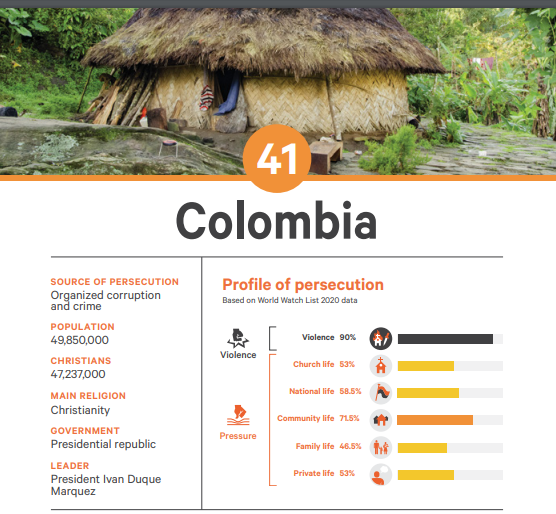 41
Colombia
SOURCE OF PERSECUTION
Organized corruption
and crime
POPULATION
49,850,000
CHRISTIANS
47,237,000
MAIN RELIGION
Christianity
GOVERNMENT
Presidential republic
LEADER
President Ivan Duque
Marquez
Profile of persecution
Based on World Watch List 2020 data
Violence
Violence 90%
Church life 53%
National life 58.5%
Community life 71.5%
Pressure
Family life 46.5%
Private life 53%